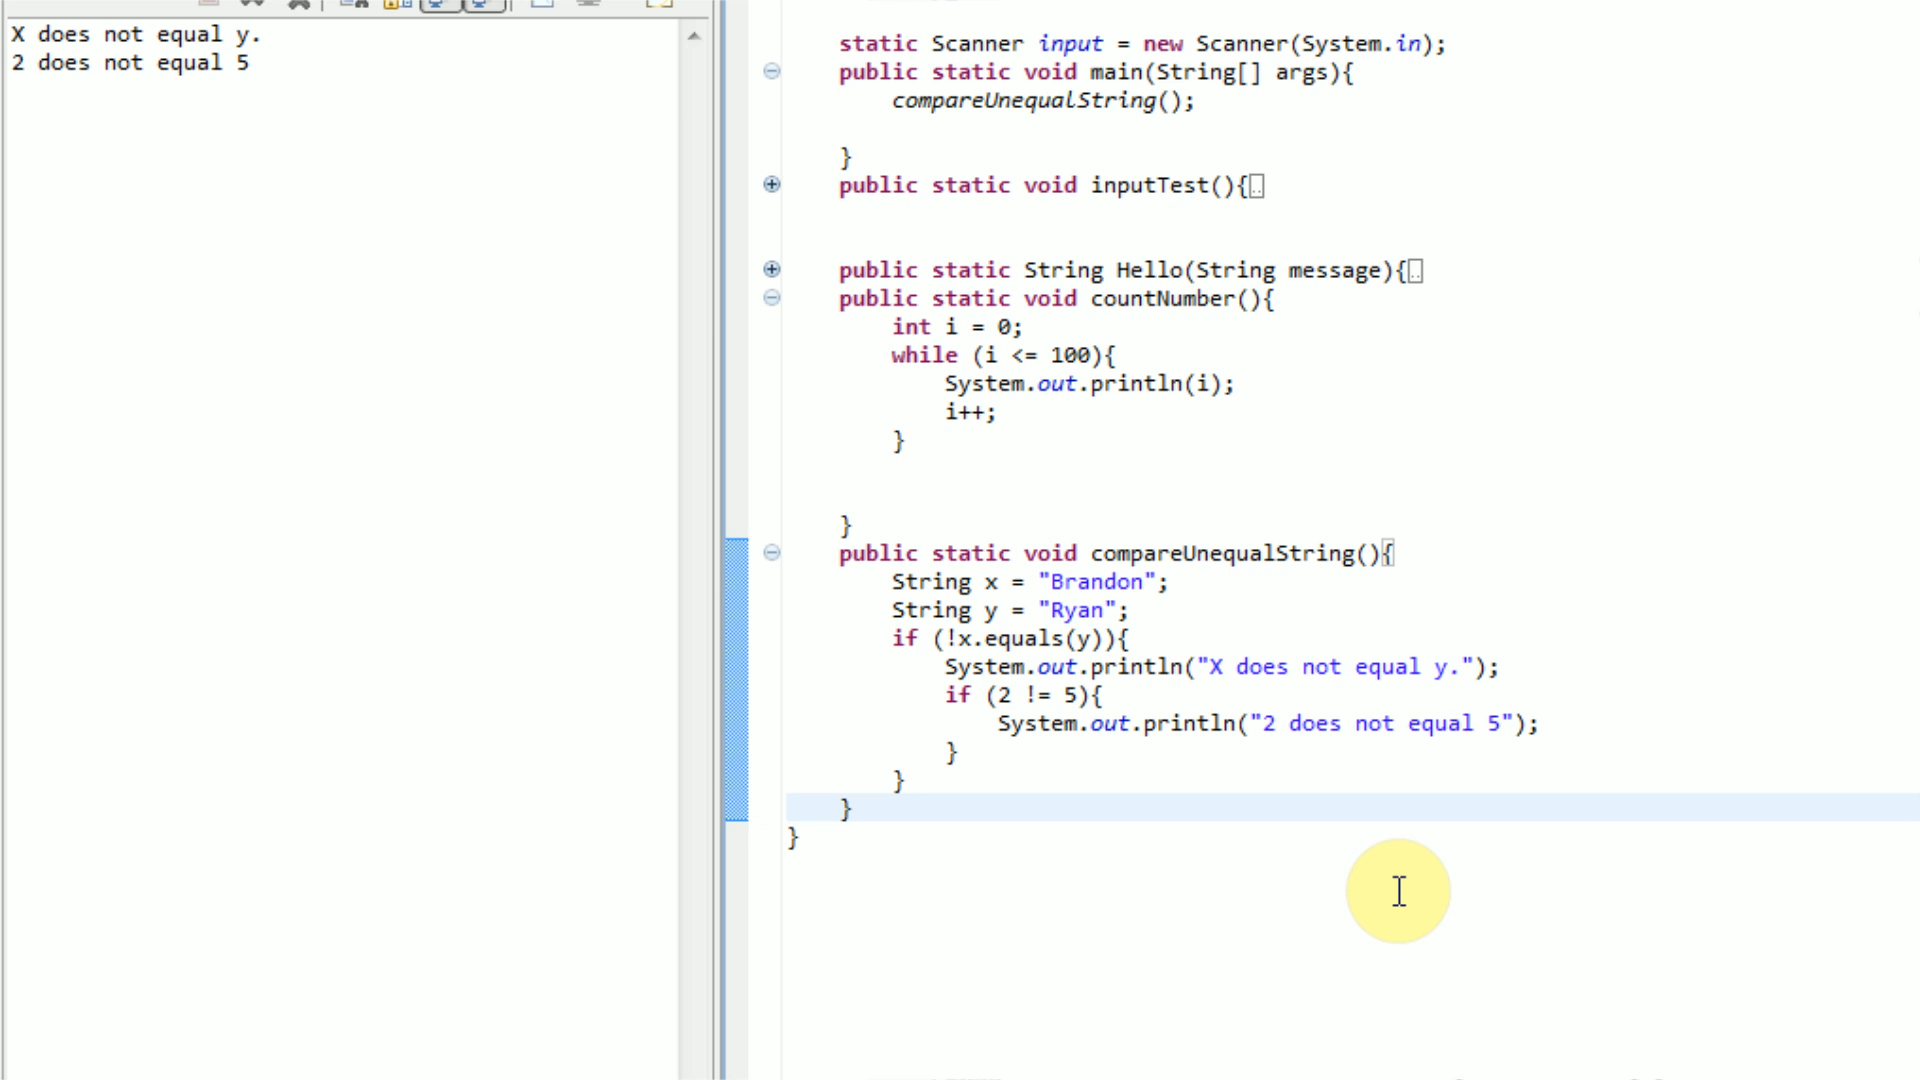 X does not equal y.
2 does not equal 5
static Scanner input = new Scanner(System.in);
public static void main(String[] args){
compareUnequalString();
}
public static void inputTest(){
public static String Hello(String message){
public static void countNumber(){
int i = 0;
while (i <= 100){
System.out.println(i);
i++;
}
}
public static void compareUnequalString(){
String x = "Brandon";
String y = "Ryan";
if (!x.equals(y)){
System.out.println("X does not equal y.");
if (2 != 5){
System.out.println("2 does not equal 5");
}
}
}
}